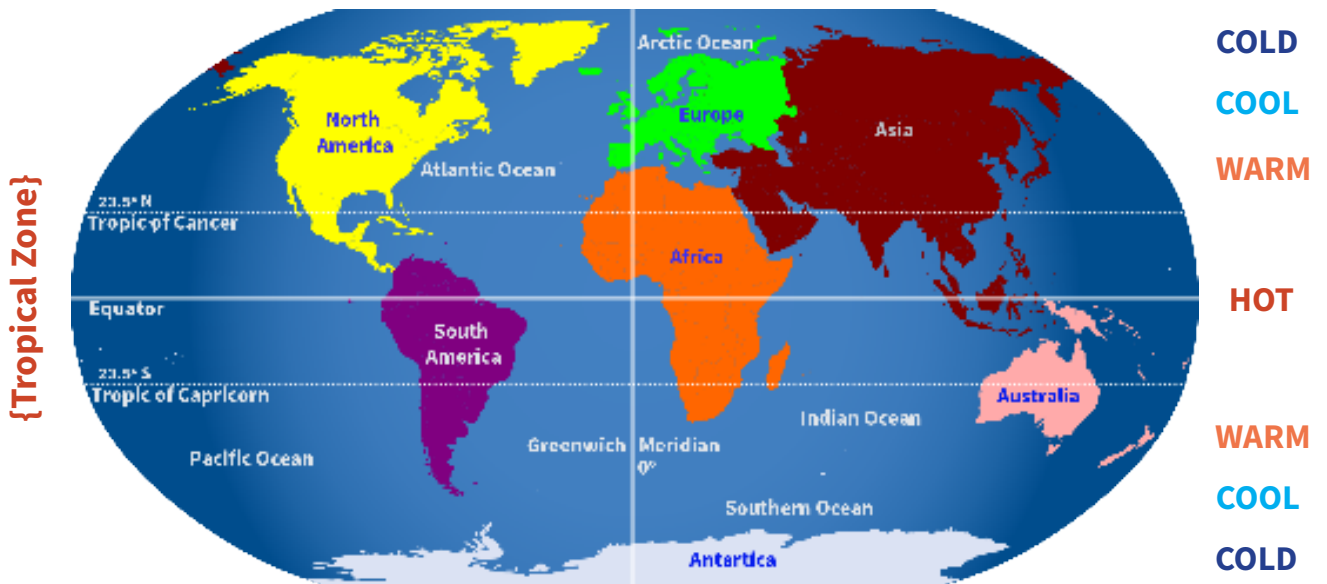 COLD
Arctic Ocean
COOL
North
America
Europe
Asia
Atlantic Ocean
WARM
{Tropical Zone}
23.5° N
Tropic of Cancer
Africa
HOT
Equator
South
America
23.5° S
Tropic of Capricorn
Australia
Indian Ocean
WARM
Greenwich Meridian
0°
Pacific Ocean
COOL
Southern Ocean
Antartica
COLD